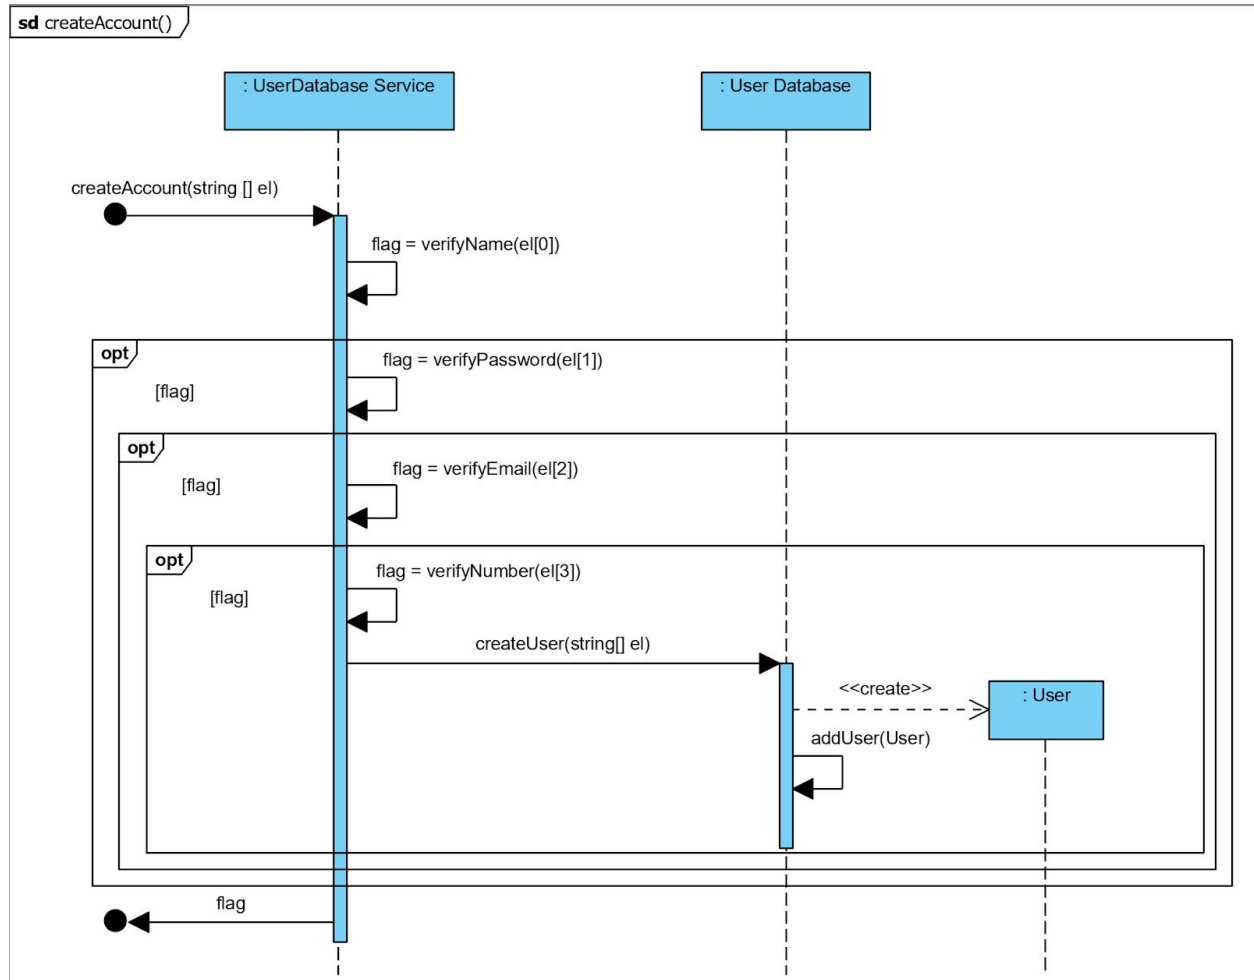 sd createAccount()
: UserDatabase Service
: User Database
createAccount(string [] el)
flag = verifyName(el[0])
opt
flag = verifyPassword(el[1])
[flag]
opt
flag = verifyEmail(el[2])
[flag]
opt
flag = verifyNumber(el[3])
[flag]
createUser(string[] el)
<<create>>
: User
addUser(User)
flag